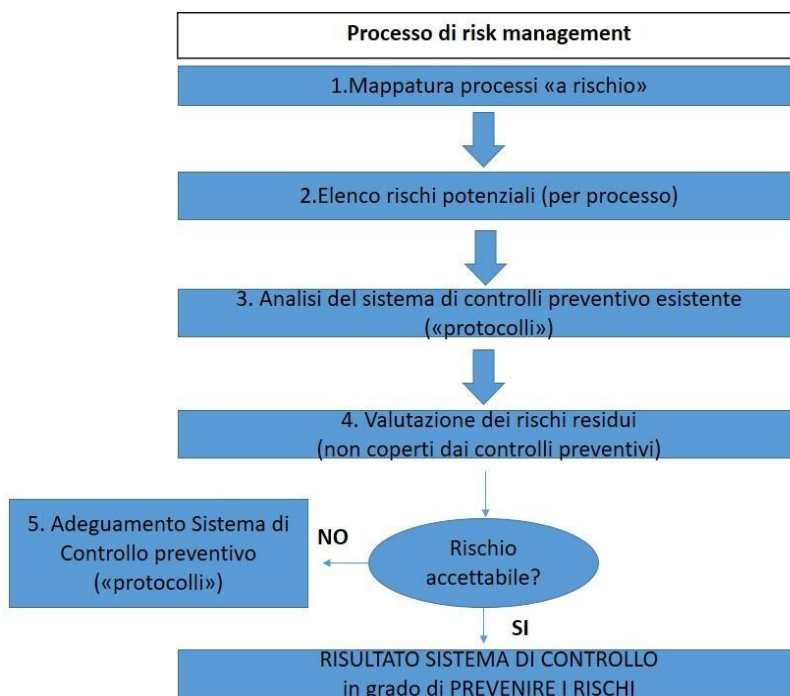 Processo di risk management
1.Mappatura processi «a rischio»
2.Elenco rischi potenziali (per processo)
3. Analisi del sistema di controlli preventivo esistente
(«protocolli»)
4. Valutazione dei rischi residui
(non coperti dai controlli preventivi)
5. Adeguamento Sistema di
Controllo preventivo
(«protocolli»)
NO
Rischio
accettabile?
SI
RISULTATO SISTEMA DI CONTROLLO
in grado di PREVENIRE I RISCHI